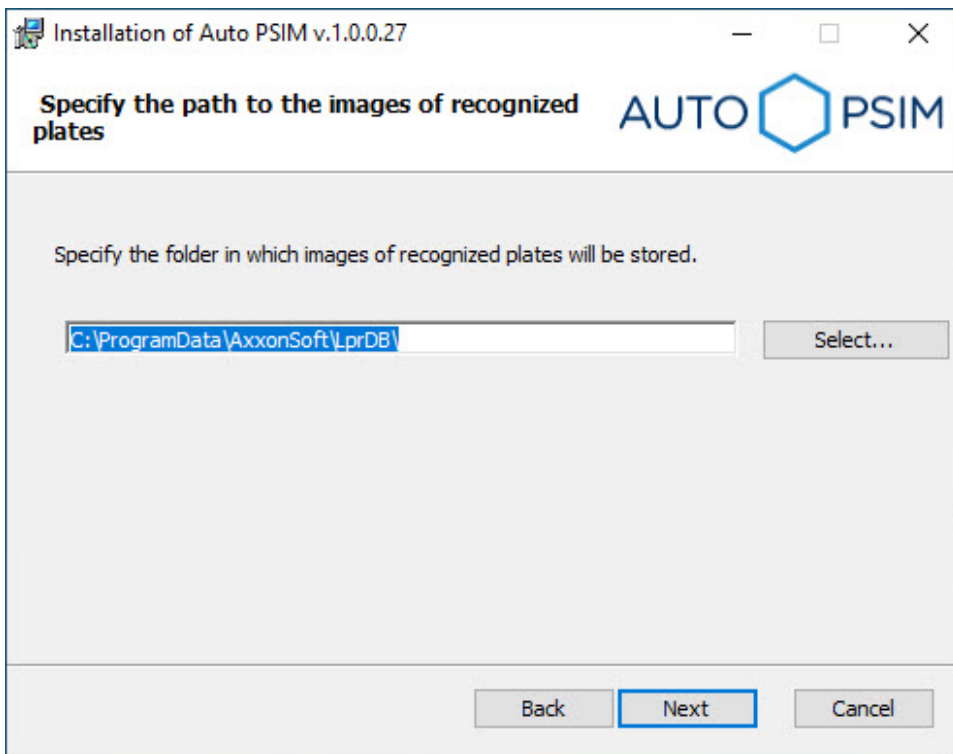 Installation of Auto PSIM v.1.0.0.27
Specify the path to the images of recognized
plates
AUTO PSIM
Specify the folder in which images of recognized plates will be stored.
C:\ProgramData\AxxonSoft\LprDB\
Select...
Back
Next
Cancel